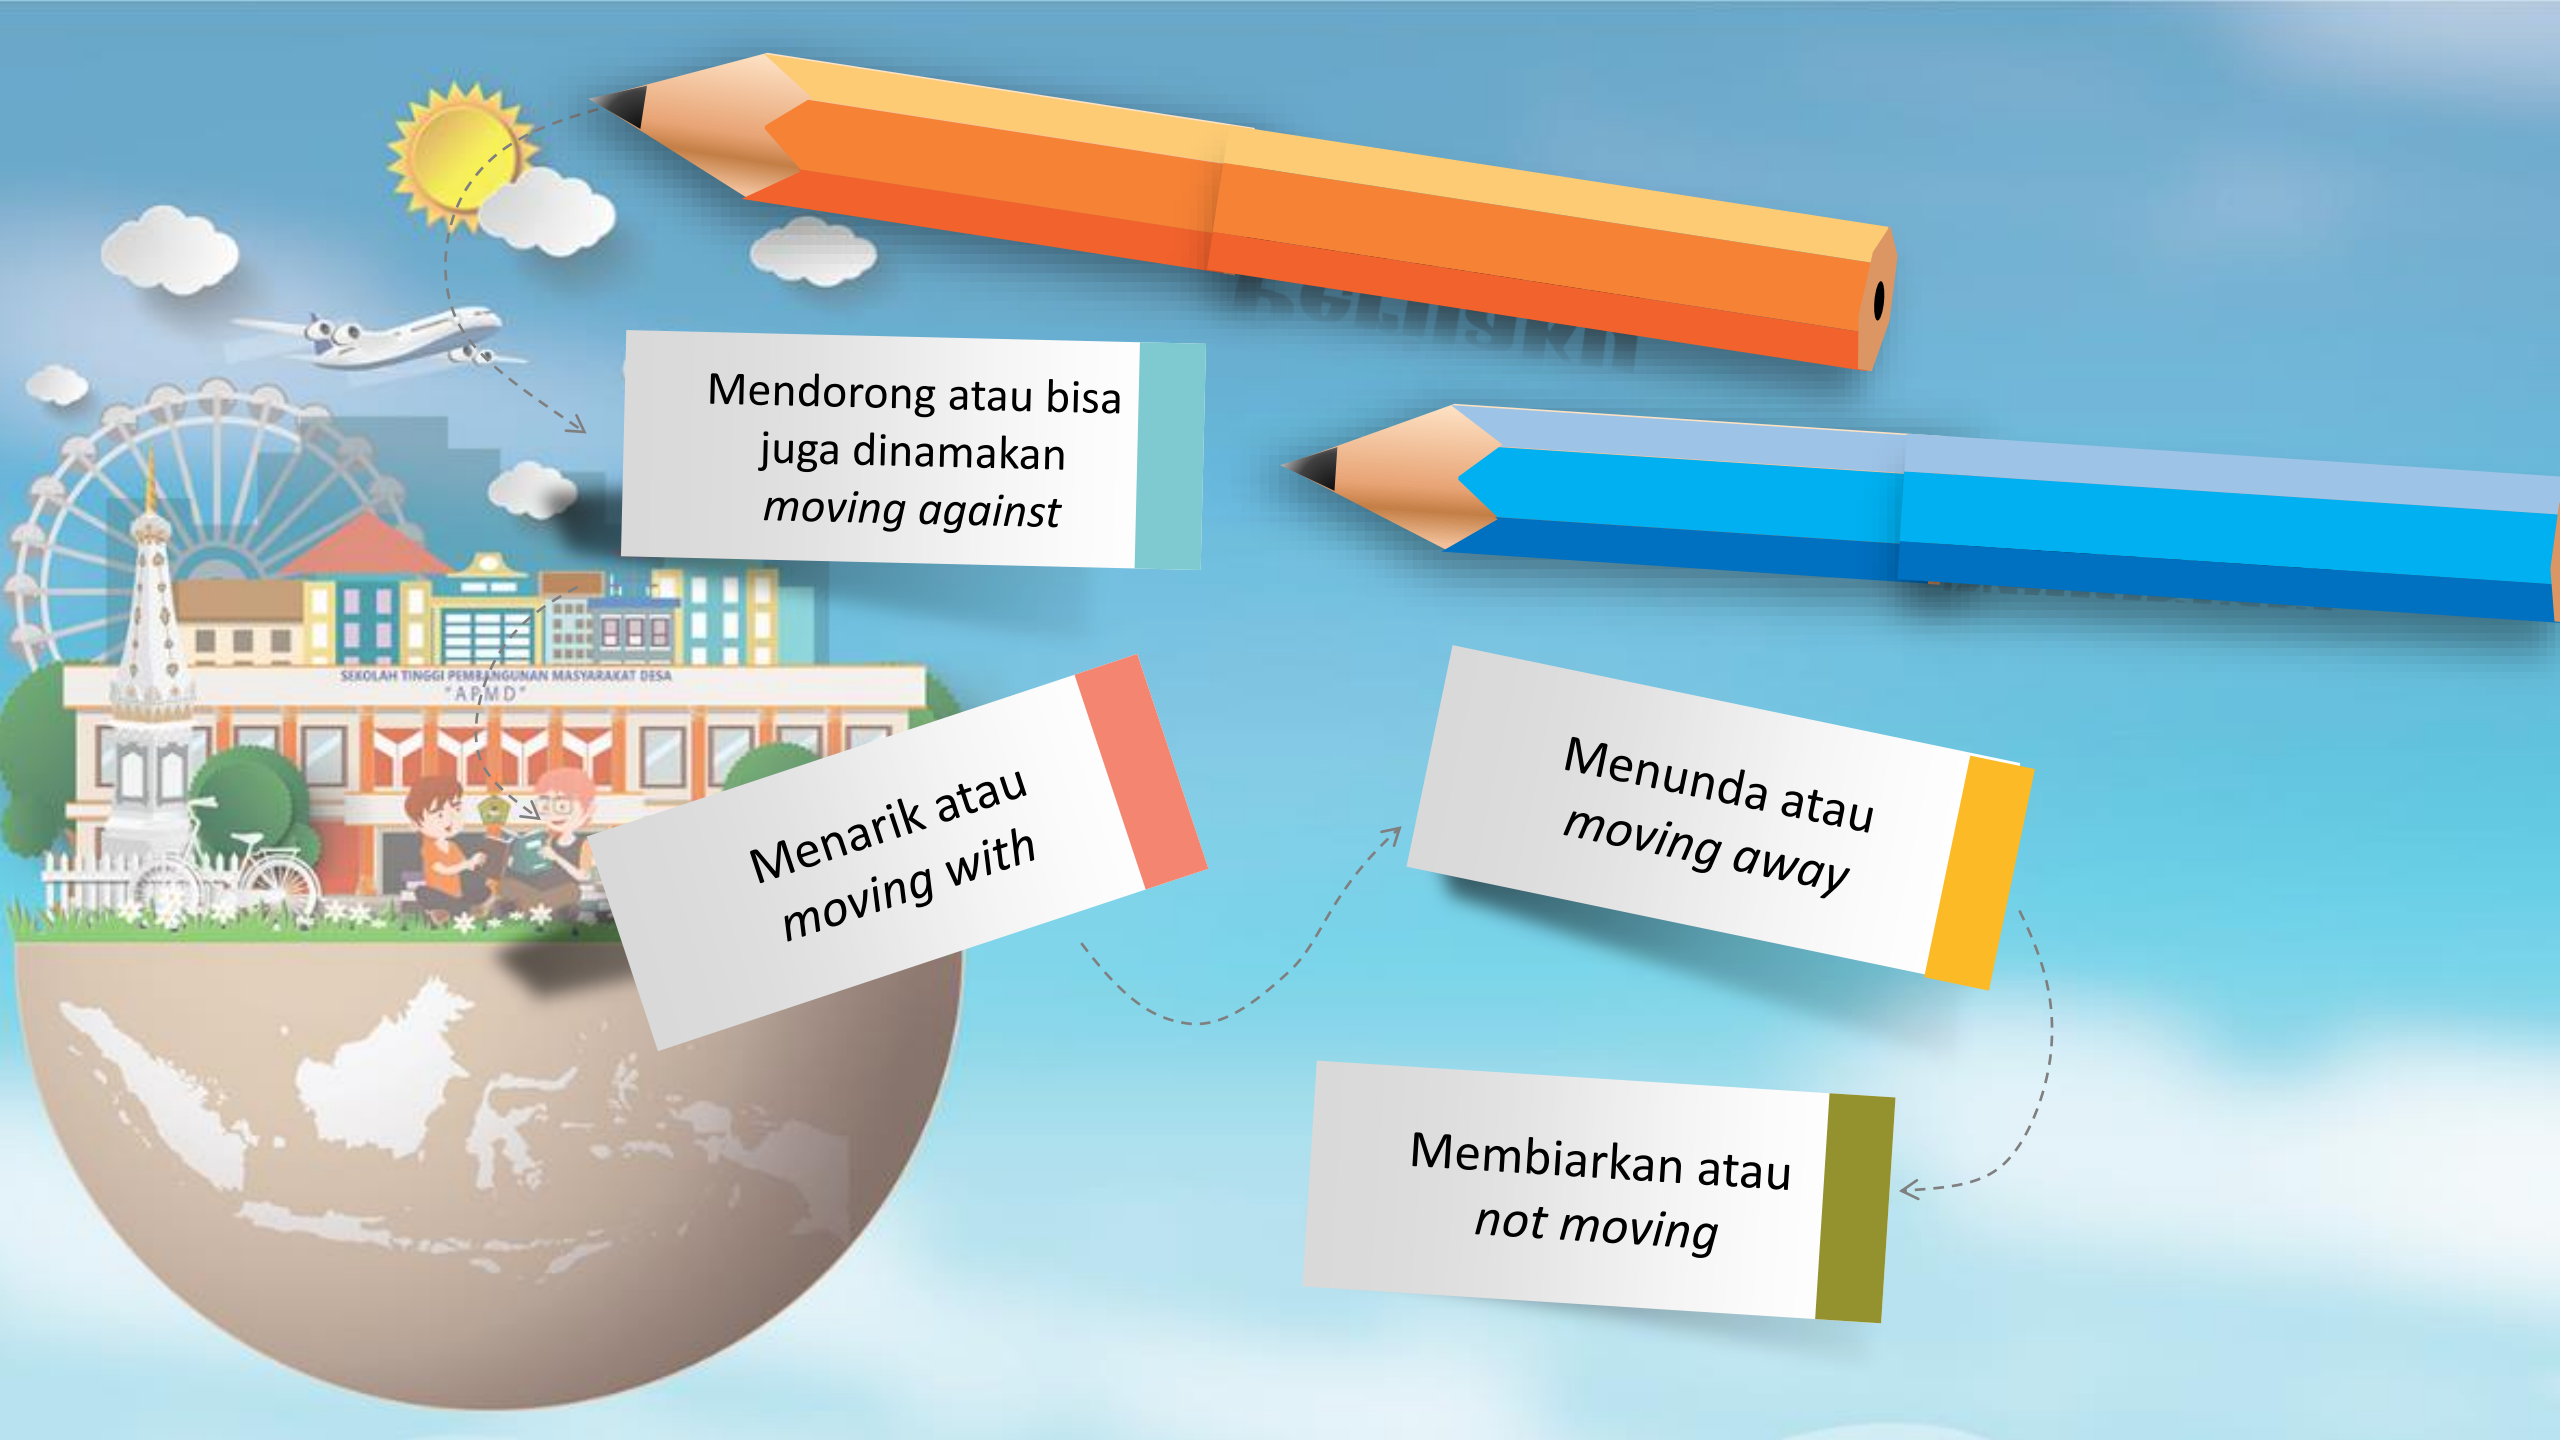 Mendorong atau bisa
juga dinamakan
moving against
SEKOLAH TINGGI PEMBANGUNAN MASYARAKAT DESA
"APMD"
Menarik atau
moving with
Menunda atau
moving away
Membiarkan atau
not moving